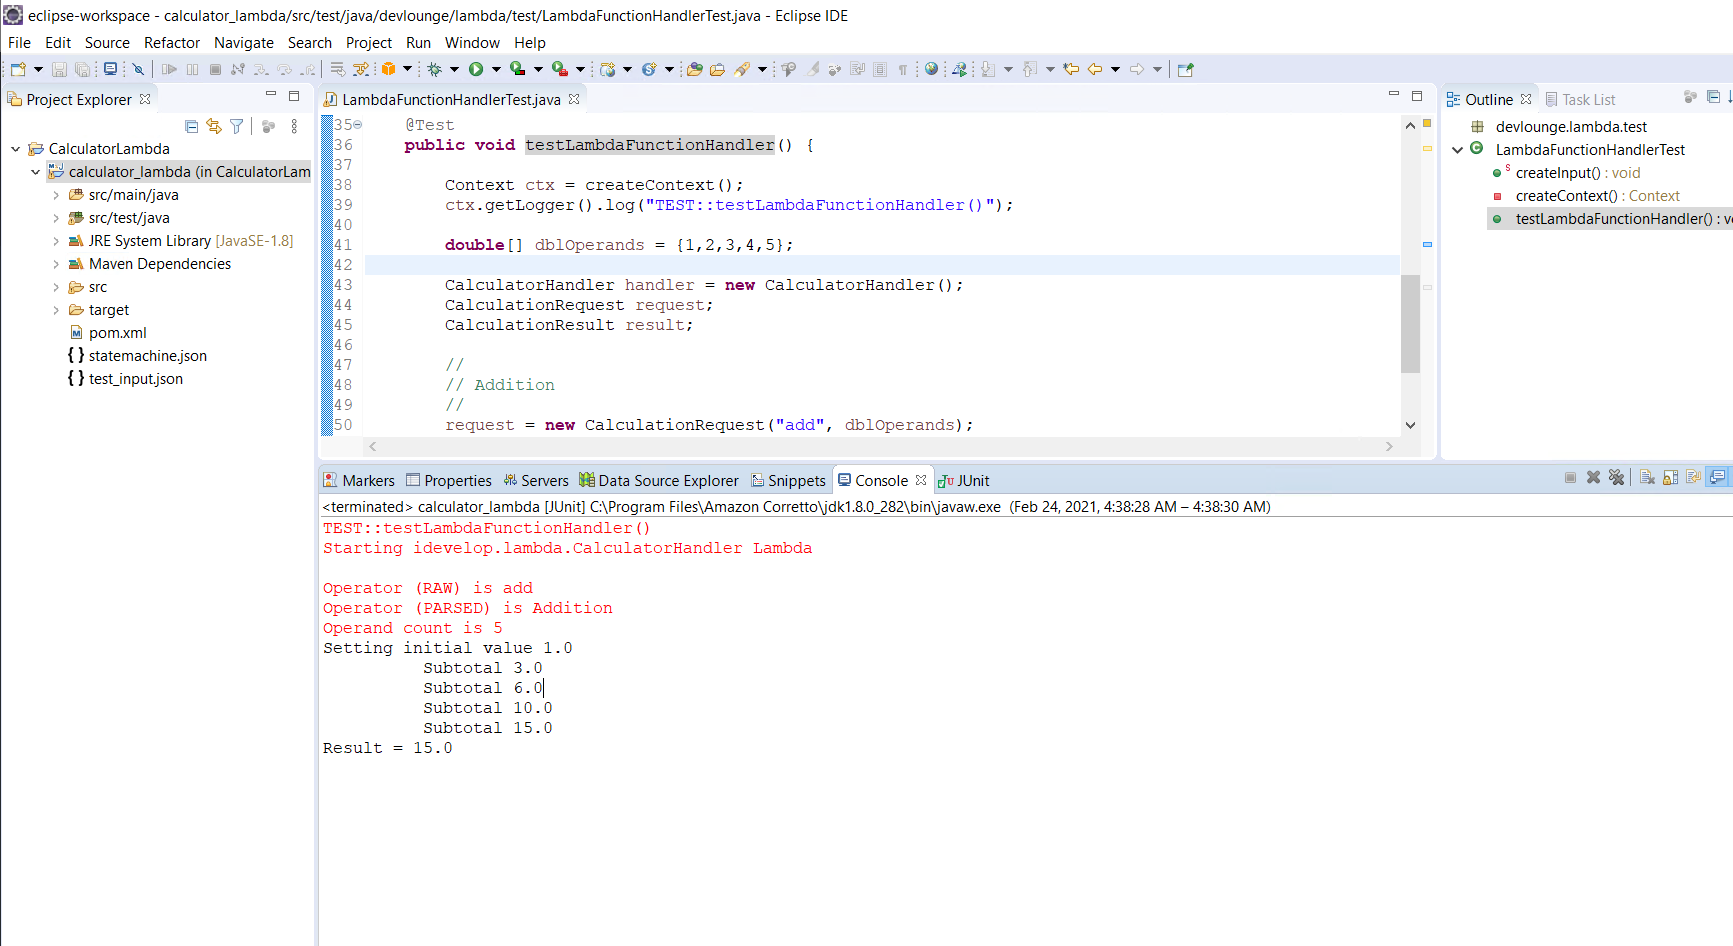 eclipse-workspace - calculator_lambda/src/test/java/devlounge/lambda/test/LambdaFunctionHandlerTest.java - Eclipse IDE
File Edit Source Refactor Navigate Search Project Run Window Help
Project Explorer
CalculatorLambda
calculator_lambda (in CalculatorLam
src/main/java
src/test/java
JRE System Library [JavaSE-1.8]
Maven Dependencies
src
target
pom.xml
statemachine.json
test_input.json
LambdaFunctionHandlerTest.java
35 @Test
36 public void testLambdaFunctionHandler() {
37
38 Context ctx = createContext();
39 ctx.getLogger().log("TEST::testLambdaFunctionHandler()");
40
41 double[] dblOperands = {1,2,3,4,5};
42
43 CalculatorHandler handler = new CalculatorHandler();
44 CalculationRequest request;
45 CalculationResult result;
46
47 //
48 // Addition
49 //
50 request = new CalculationRequest("add", dblOperands);
Outline Task List
devlounge.lambda.test
LambdaFunctionHandlerTest
createInput() : void
createContext() : Context
testLambdaFunctionHandler() : v
Markers Properties Servers Data Source Explorer Snippets Console JUnit
<terminated> calculator_lambda [JUnit] C:\Program Files\Amazon Corretto\jdk1.8.0_282\bin\javaw.exe (Feb 24, 2021, 4:38:28 AM – 4:38:30 AM)
TEST::testLambdaFunctionHandler()
Starting idevelop.lambda.CalculatorHandler Lambda
Operator (RAW) is add
Operator (PARSED) is Addition
Operand count is 5
Setting initial value 1.0
Subtotal 3.0
Subtotal 6.0
Subtotal 10.0
Subtotal 15.0
Result = 15.0